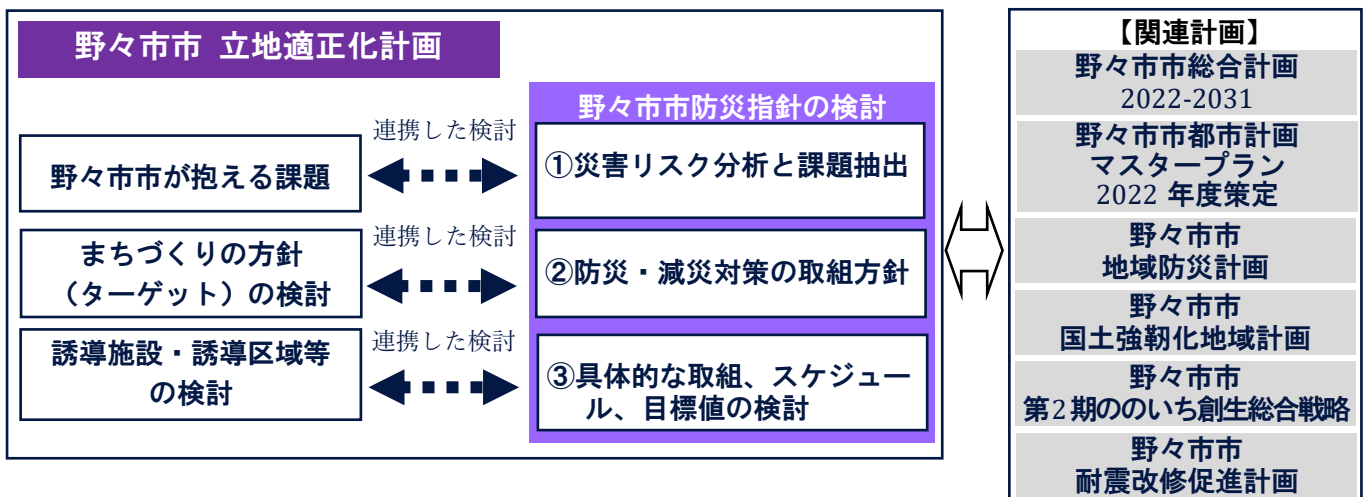 野々市市 立地適正化計画
野々市市防災指針の検討
連携した検討
野々市市が抱える課題
①災害リスク分析と課題抽出
連携した検討
まちづくりの方針
（ターゲット）の検討
②防災・減災対策の取組方針
連携した検討
誘導施設・誘導区域等
の検討
③具体的な取組、スケジュー
ル、目標値の検討
【関連計画】
野々市市総合計画
2022-2031
野々市市都市計画
マスタープラン
2022 年度策定
野々市市
地域防災計画
野々市市
国土強靭化地域計画
野々市市
第2期ののいち創生総合戦略
野々市市
耐震改修促進計画